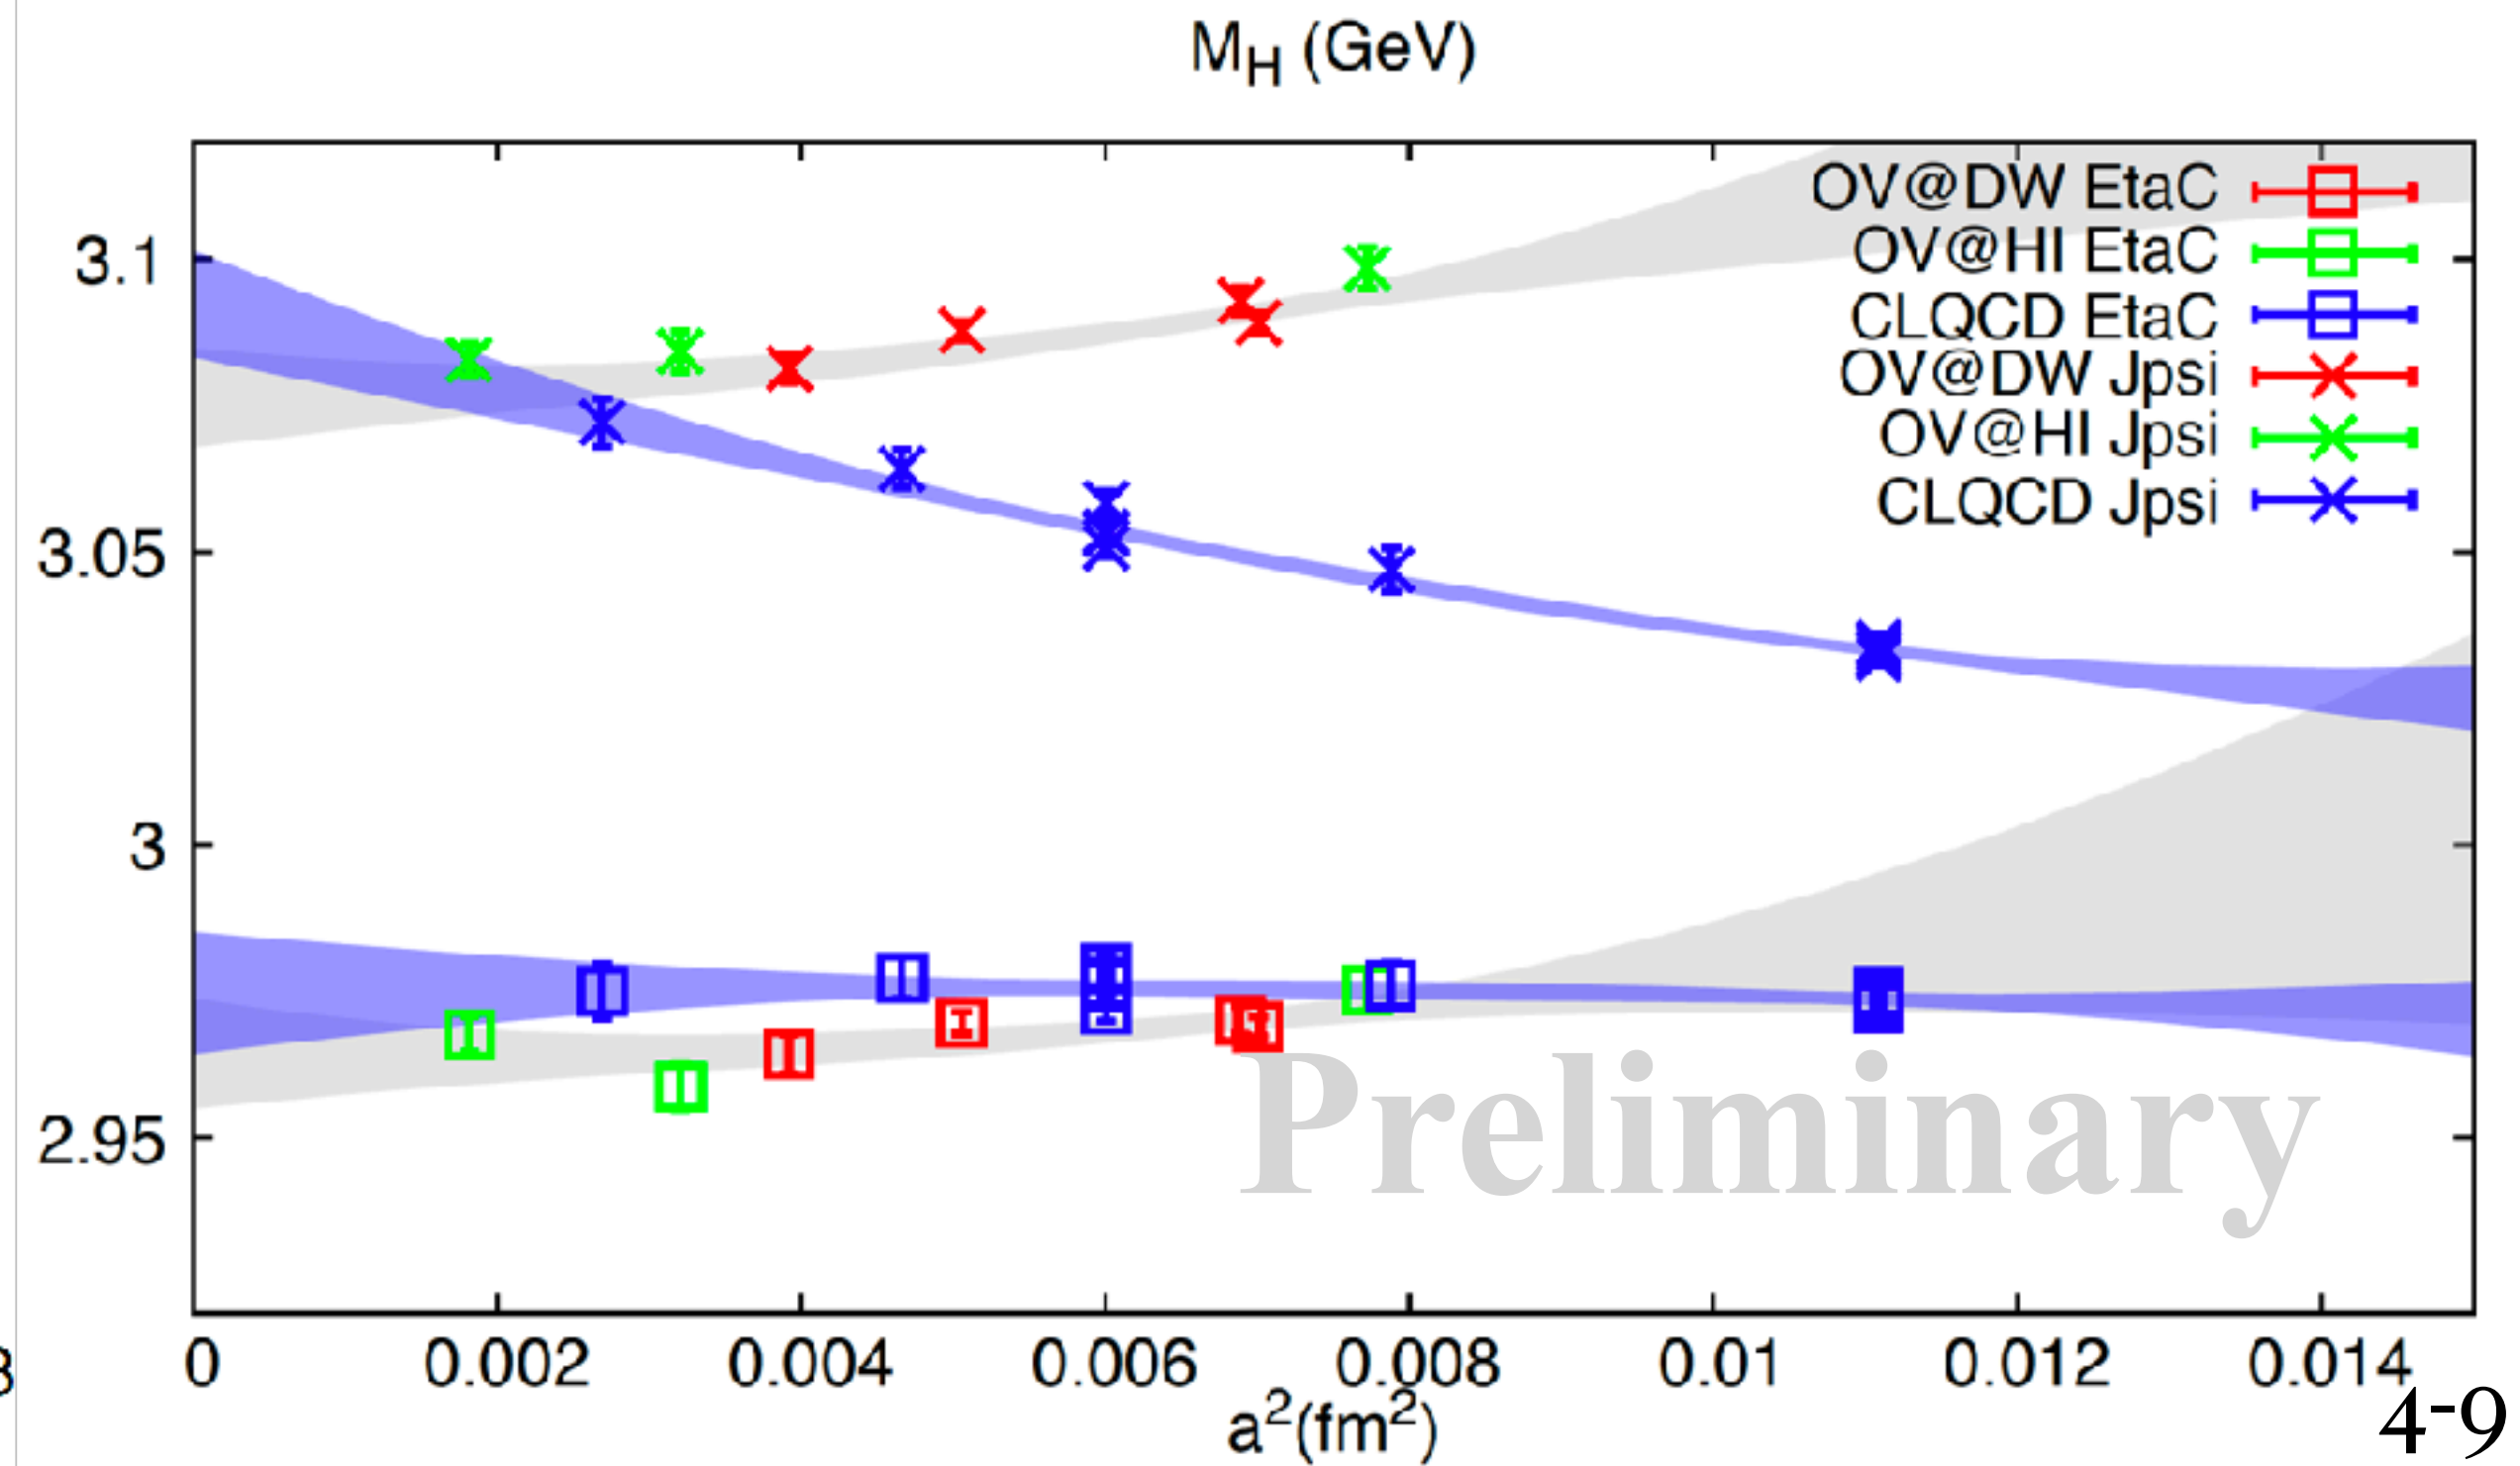 M_H (GeV)
OV@DW EtaC
OV@HI EtaC
CLQCD EtaC
OV@DW Jpsi
OV@HI Jpsi
CLQCD Jpsi
3.1
3.05
3
2.95
Preliminary
0 0.002 0.004 0.006 0.008 0.01 0.012 0.014
a²(fm²)
4-9